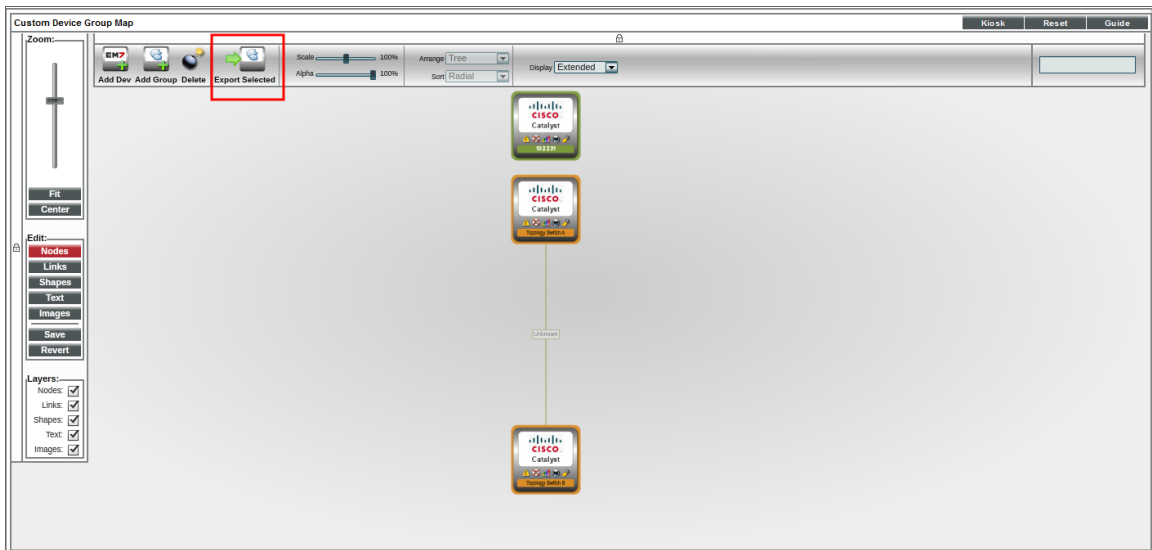 Custom Device Group Map
Kiosk
Reset
Guide
Zoom:
EM7
Add Dev
Add Group
Delete
Export Selected
Scale
100%
Alpha
100%
Arrange
Tree
Sort
Radial
Display
Extended
Fit
Center
Edit:
Nodes
Links
Shapes
Text
Images
Save
Revert
Layers:
Nodes:
Links:
Shapes:
Text:
Images:
CISCO
Catalyst
CISCO
Catalyst
Topology Switch A
Unknown
CISCO
Catalyst
Topology Switch B